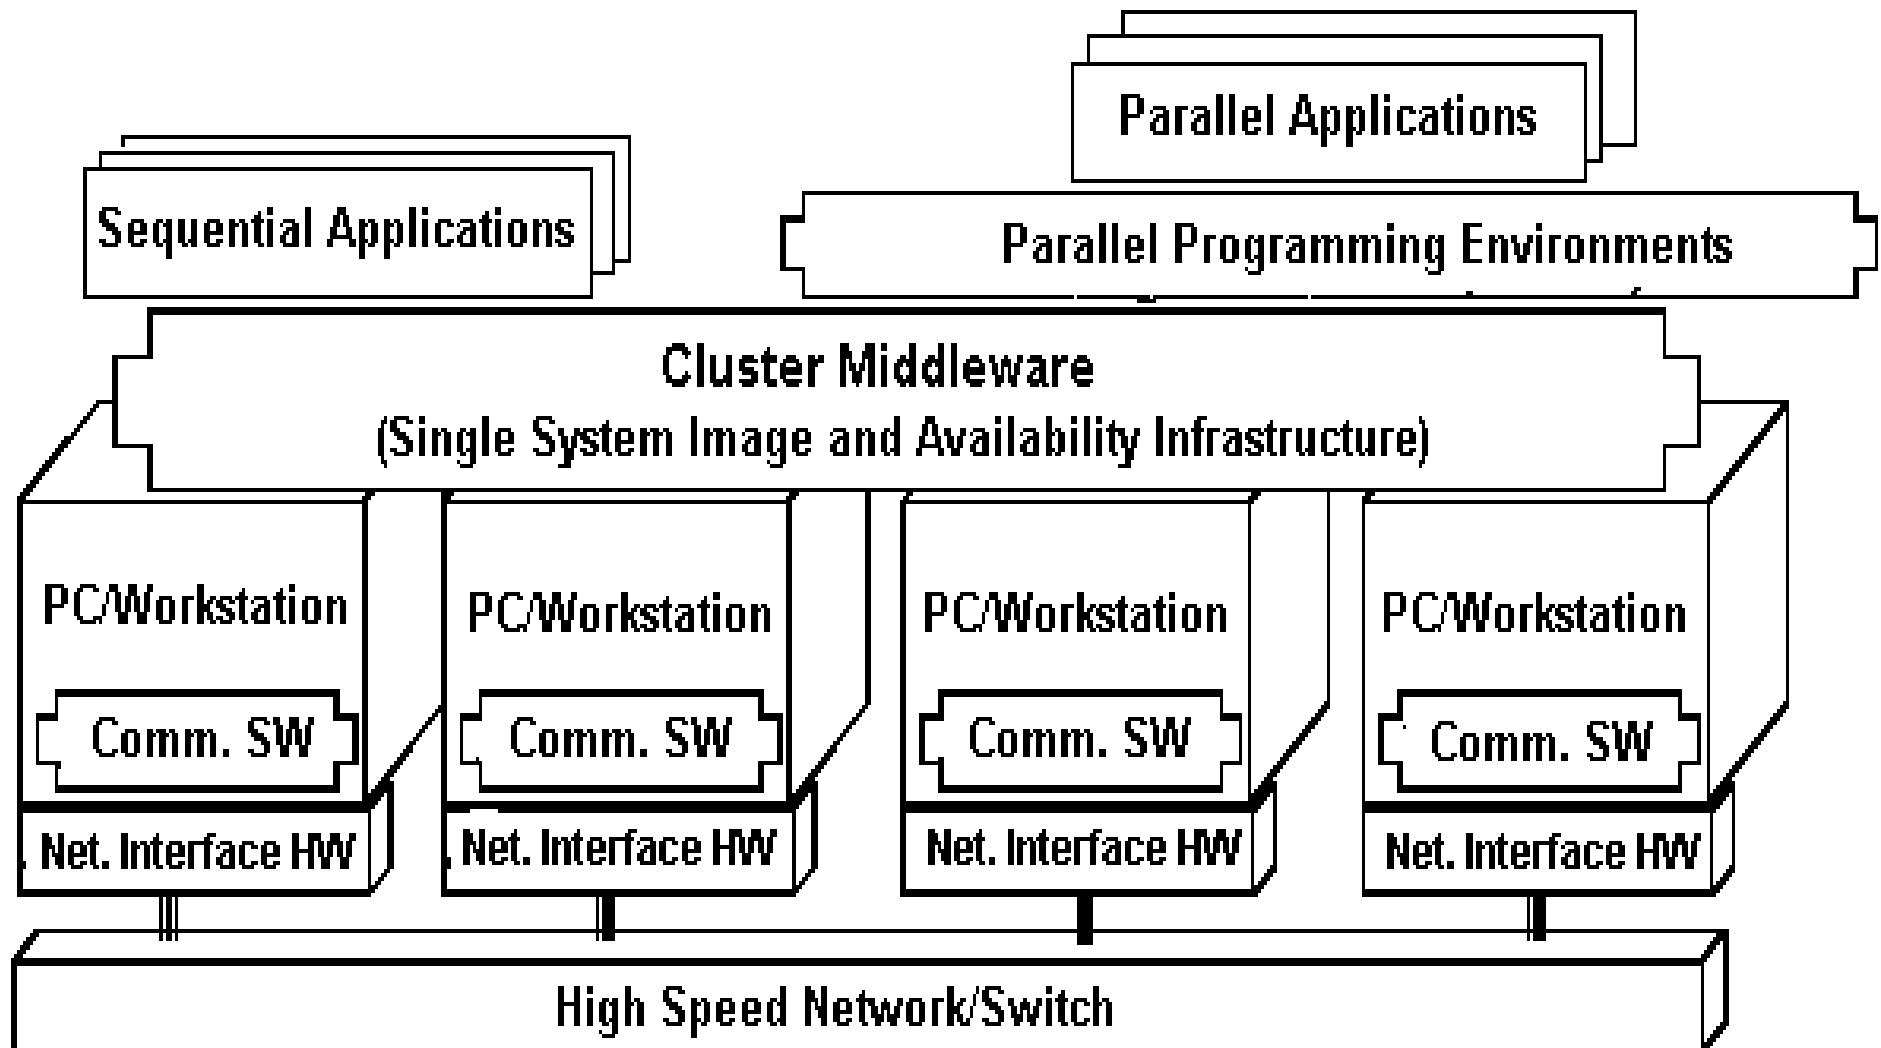 Parallel Applications
Sequential Applications
Parallel Programming Environments
Cluster Middleware
(Single System Image and Availability Infrastructure)
PC/Workstation
PC/Workstation
PC/Workstation
PC/Workstation
Comm. SW
Comm. SW
Comm. SW
Comm. SW
Net. Interface HW
Net. Interface HW
Net. Interface HW
Net. Interface HW
High Speed Network/Switch